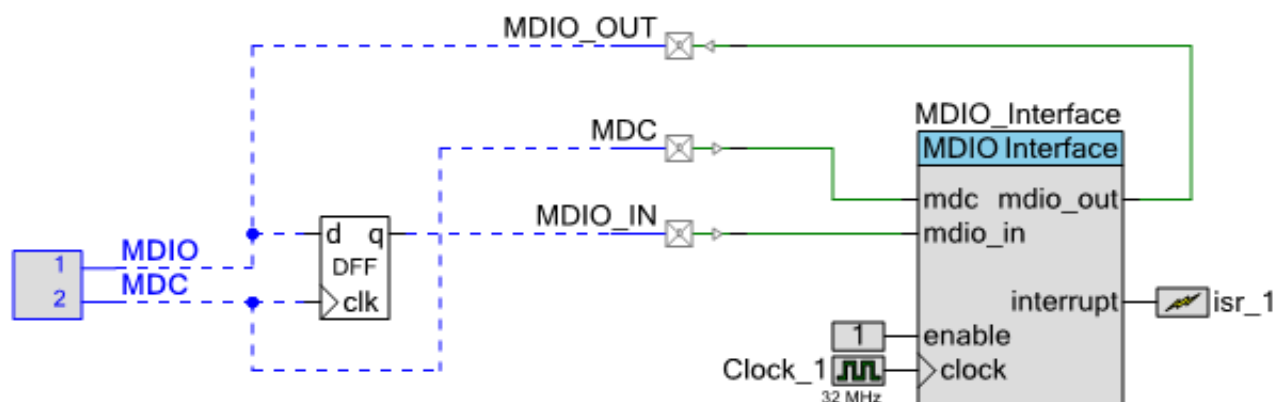 MDIO_OUT
MDIO_Interface
MDC
MDIO Interface
mdc mdio_out
MDIO_IN
mdio_in
d q
DFF
clk
1 MDIO
2 MDC
interrupt
isr_1
1
enable
Clock_1
clock
32 MHz